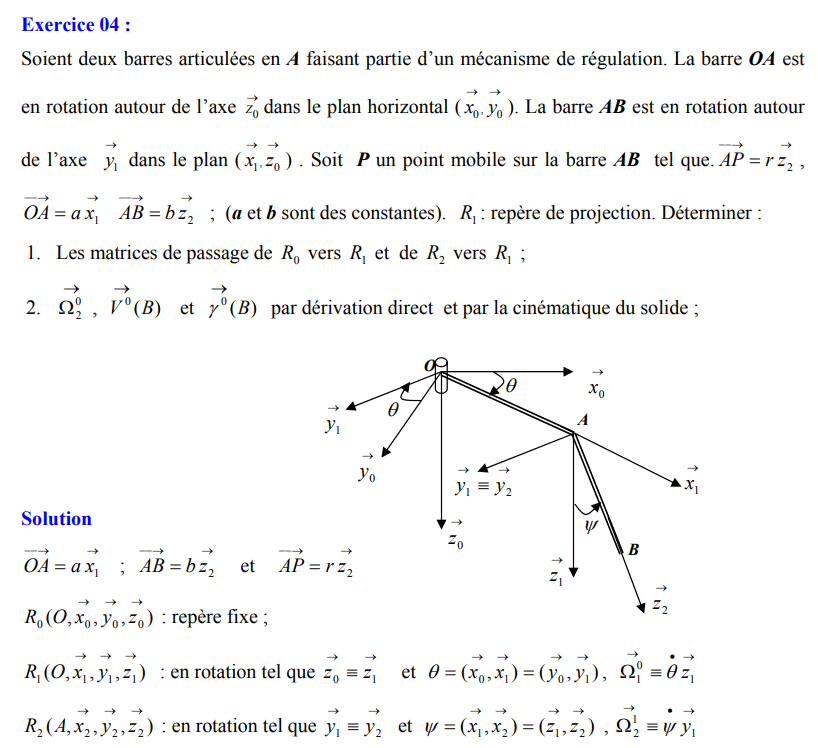 Exercice 04 :
Soient deux barres articulées en A faisant partie d’un mécanisme de régulation. La barre OA est
en rotation autour de l’axe $\vec{z_0}$ dans le plan horizontal ($\vec{x_0}, \vec{y_0}$). La barre AB est en rotation autour
de l’axe $\vec{y_1}$ dans le plan ($\vec{x_1}, \vec{z_0}$) . Soit P un point mobile sur la barre AB tel que. $\overrightarrow{AP} = r\,\vec{z_2}$ ,
$\overrightarrow{OA} = a\,\vec{x_1}$ $\overrightarrow{AB} = b\,\vec{z_2}$ ; (a et b sont des constantes). $R_1$ : repère de projection. Déterminer :
1. Les matrices de passage de $R_0$ vers $R_1$ et de $R_2$ vers $R_1$ ;
2. $\vec{\Omega_2^0}$ , $\vec{V^0}(B)$ et $\vec{\gamma^0}(B)$ par dérivation direct et par la cinématique du solide ;
O
θ
$\vec{x_0}$
θ
A
$\vec{y_1}$
$\vec{y_0}$
$\vec{y_1} \equiv \vec{y_2}$
$\vec{x_1}$
ψ
$\vec{z_0}$
B
$\vec{z_1}$
$\vec{z_2}$
Solution
$\overrightarrow{OA} = a\,\vec{x_1}$ ; $\overrightarrow{AB} = b\,\vec{z_2}$ et $\overrightarrow{AP} = r\,\vec{z_2}$
$R_0(O, \vec{x_0}, \vec{y_0}, \vec{z_0})$ : repère fixe ;
$R_1(O, \vec{x_1}, \vec{y_1}, \vec{z_1})$ : en rotation tel que $\vec{z_0} \equiv \vec{z_1}$ et $\theta = (\vec{x_0}, \vec{x_1}) = (\vec{y_0}, \vec{y_1})$, $\vec{\Omega_1^0} \equiv \dot{\theta}\,\vec{z_1}$
$R_2(A, \vec{x_2}, \vec{y_2}, \vec{z_2})$ : en rotation tel que $\vec{y_1} \equiv \vec{y_2}$ et $\psi = (\vec{x_1}, \vec{x_2}) = (\vec{z_1}, \vec{z_2})$ , $\vec{\Omega_2^1} \equiv \dot{\psi}\,\vec{y_1}$